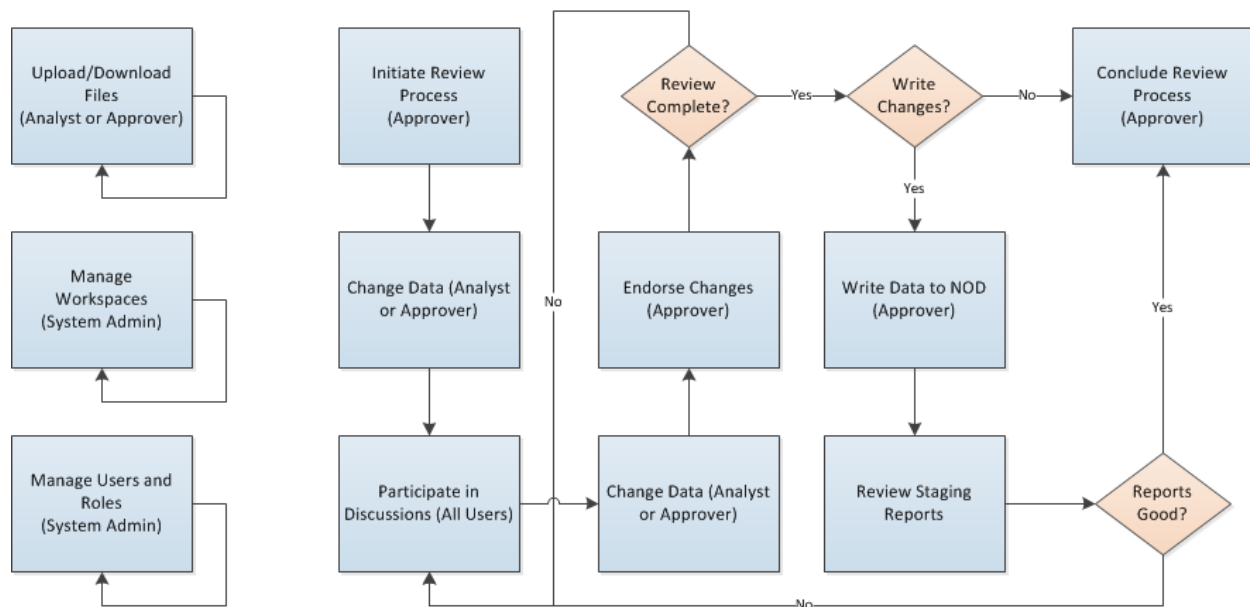 Upload/Download
Files
(Analyst or Approver)
Manage
Workspaces
(System Admin)
Manage Users and
Roles
(System Admin)
Initiate Review
Process
(Approver)
Change Data (Analyst
or Approver)
Participate in
Discussions (All Users)
Change Data (Analyst
or Approver)
Endorse Changes
(Approver)
Review
Complete?
No
Yes
Write
Changes?
No
Yes
Write Data to NOD
(Approver)
Review Staging
Reports
Reports
Good?
No
Yes
Conclude Review
Process
(Approver)